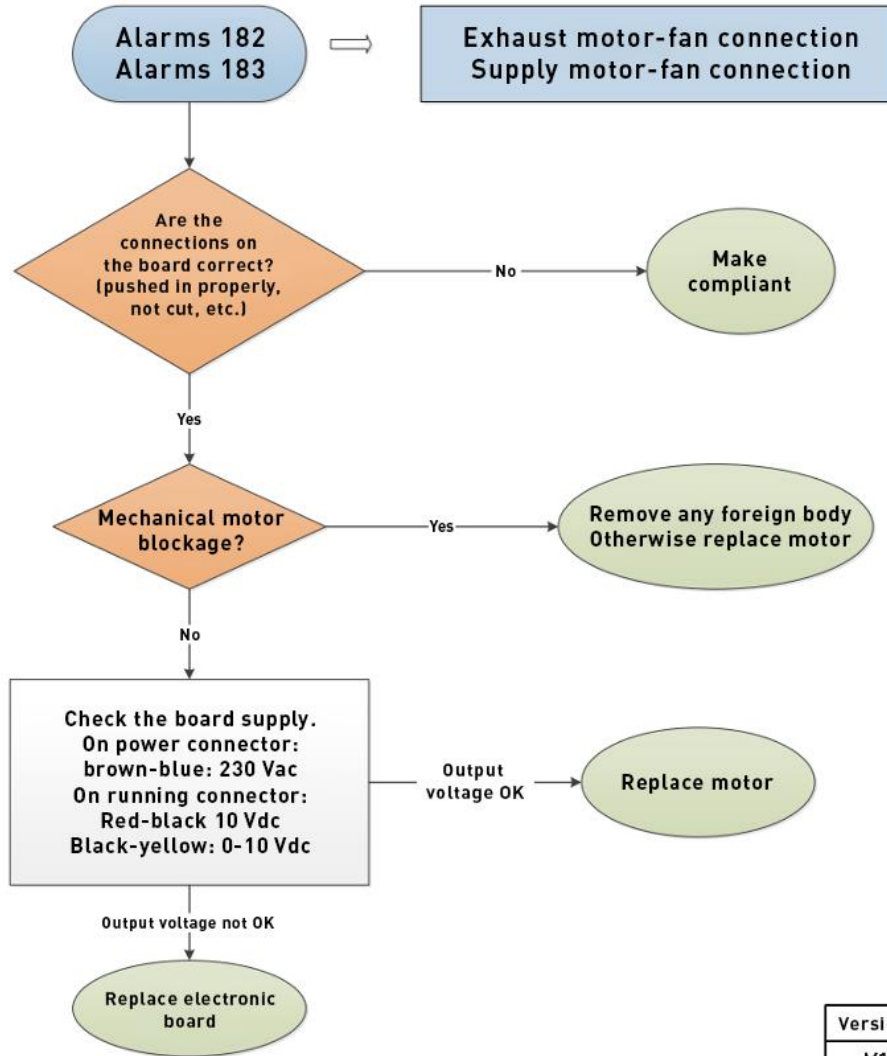 Alarms 182
Alarms 183
Exhaust motor-fan connection
Supply motor-fan connection
Are the
connections on
the board correct?
(pushed in properly,
not cut, etc.)
No
Make
compliant
Yes
Mechanical motor
blockage?
Yes
Remove any foreign body
Otherwise replace motor
No
Check the board supply.
On power connector:
brown-blue: 230 Vac
On running connector:
Red-black 10 Vdc
Black-yellow: 0-10 Vdc
Output
voltage OK
Replace motor
Output voltage not OK
Replace electronic
board